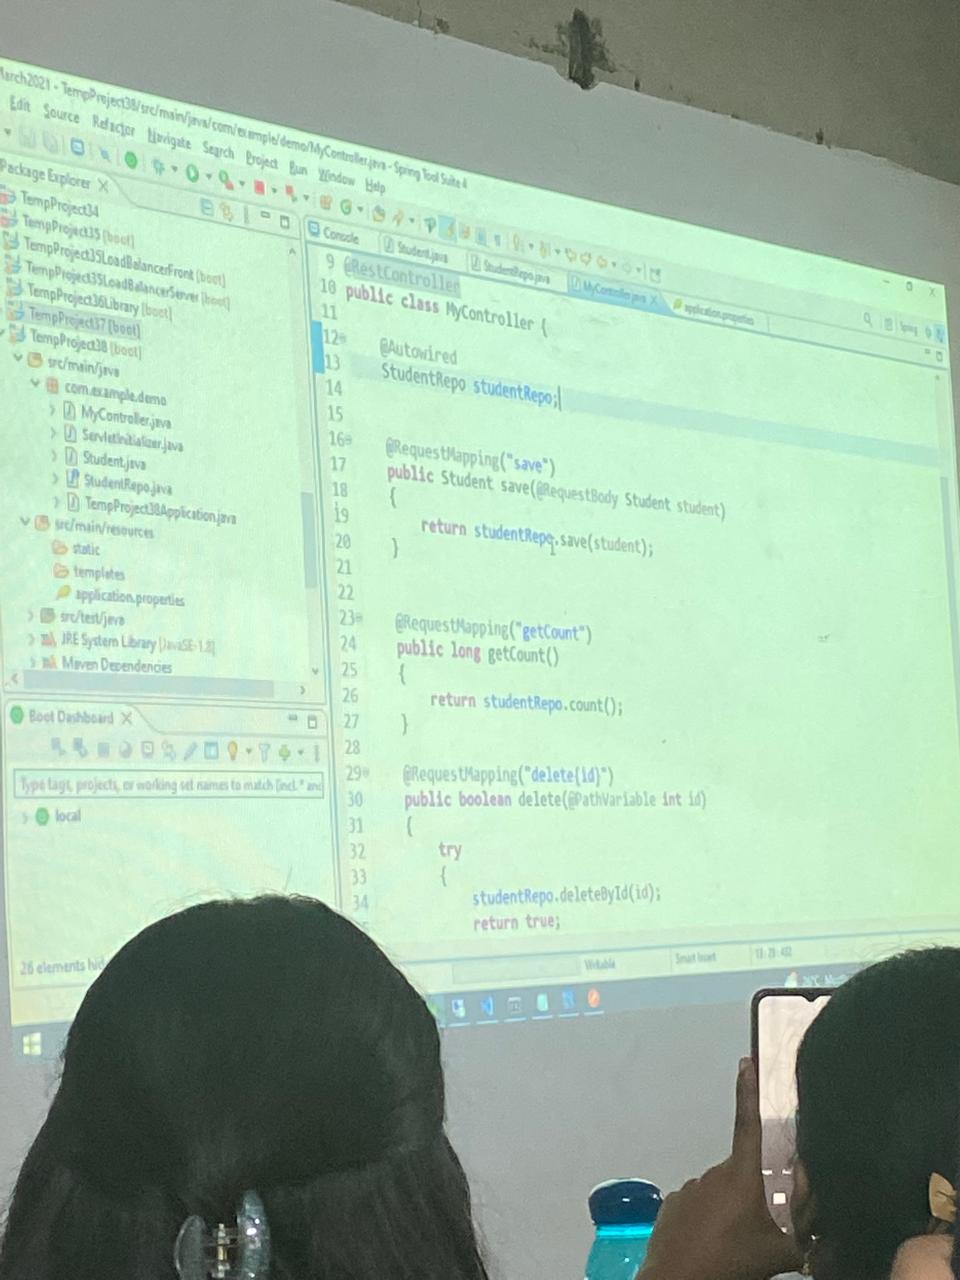 March2021 - TempProject38/src/main/java/com/example/demo/MyController.java - Spring Tool Suite 4
Edit Source Refactor Navigate Search Project Run Window Help
Package Explorer
TempProject34
TempProject35 [boot]
TempProject35LoadBalancerFront [boot]
TempProject35LoadBalancerServer [boot]
TempProject36Library [boot]
TempProject37 [boot]
TempProject38 [boot]
src/main/java
com.example.demo
MyController.java
ServletInitializer.java
Student.java
StudentRepo.java
TempProject38Application.java
src/main/resources
static
templates
application.properties
src/test/java
JRE System Library [JavaSE-1.8]
Maven Dependencies
Boot Dashboard
Type tags, projects, or working set names to match (incl. * and
local
26 elements hid
Console Student.java StudentRepo.java MyController.java application.properties
Spring
9 @RestController
10 public class MyController {
11
12 @Autowired
13 StudentRepo studentRepo;
14
15
16 @RequestMapping("save")
17 public Student save(@RequestBody Student student)
18 {
19 return studentRepo.save(student);
20 }
21
22
23 @RequestMapping("getCount")
24 public long getCount()
25 {
26 return studentRepo.count();
27 }
28
29 @RequestMapping("delete{id}")
30 public boolean delete(@PathVariable int id)
31 {
32 try
33 {
34 studentRepo.deleteById(id);
return true;
Writable Smart Insert